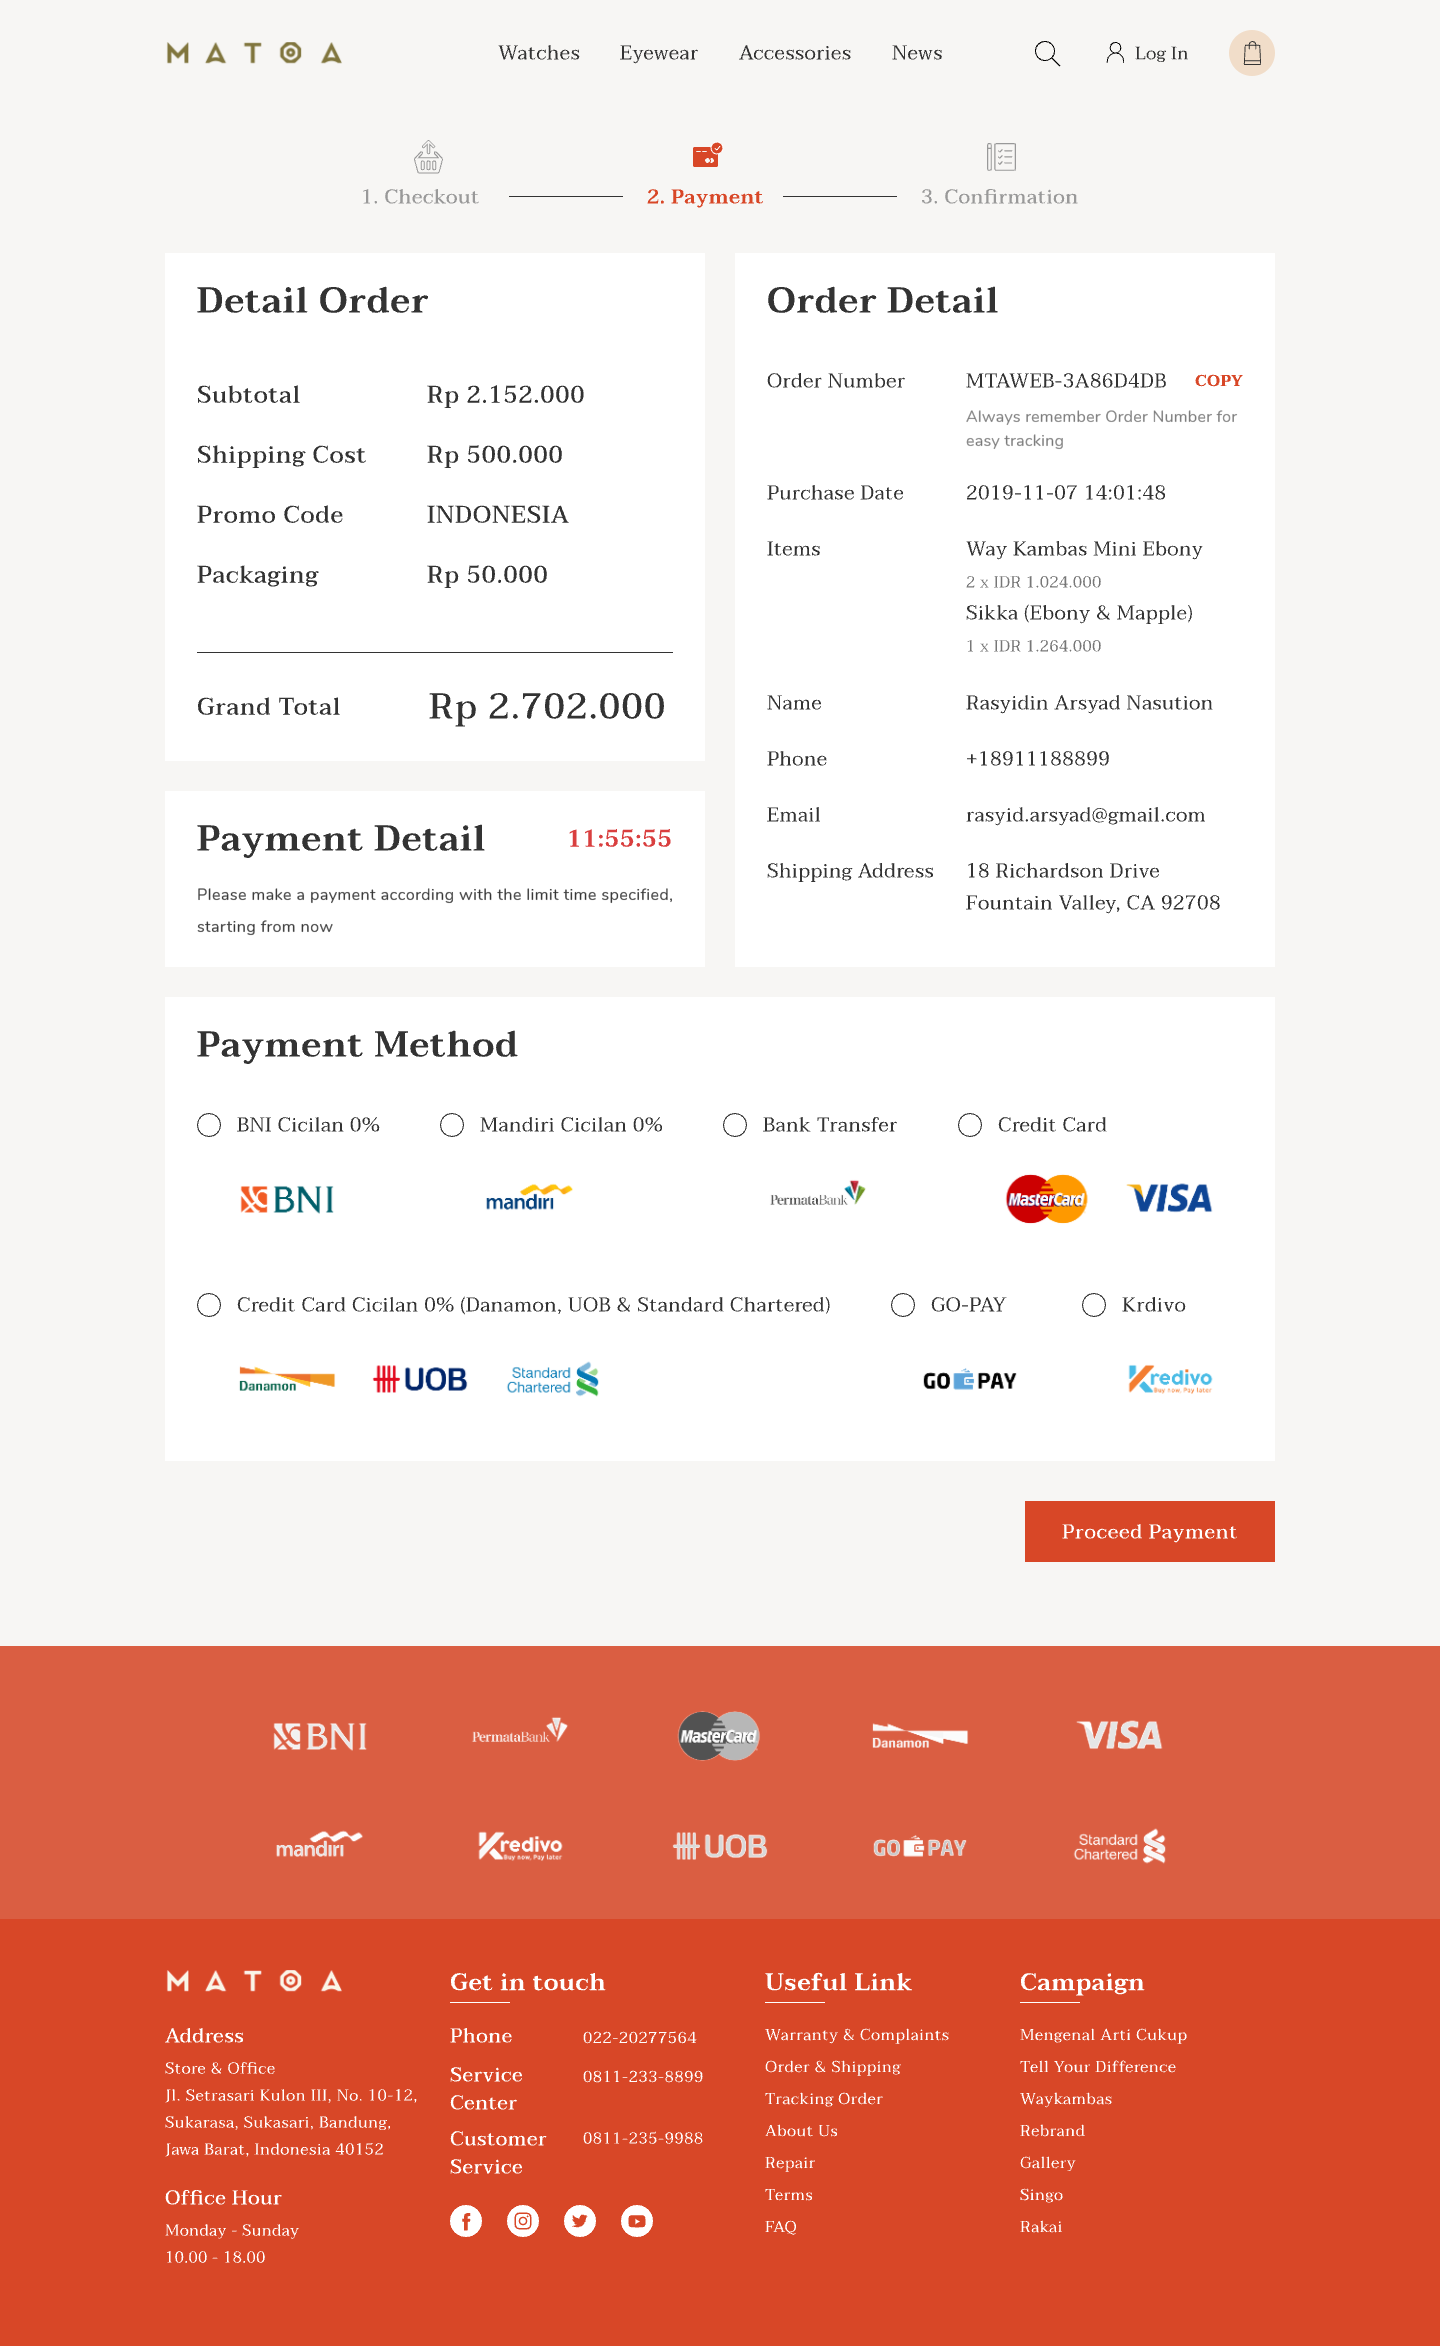 MATOA
Watches Eyewear Accessories News Log In
1. Checkout 2. Payment 3. Confirmation
Detail Order
Subtotal Rp 2.152.000
Shipping Cost Rp 500.000
Promo Code INDONESIA
Packaging Rp 50.000
Grand Total Rp 2.702.000
Payment Detail 11:55:55
Please make a payment according with the limit time specified,
starting from now
Order Detail
Order Number MTAWEB-3A86D4DB COPY
Always remember Order Number for
easy tracking
Purchase Date 2019-11-07 14:01:48
Items Way Kambas Mini Ebony
2 x IDR 1.024.000
Sikka (Ebony & Mapple)
1 x IDR 1.264.000
Name Rasyidin Arsyad Nasution
Phone +18911188899
Email rasyid.arsyad@gmail.com
Shipping Address 18 Richardson Drive
Fountain Valley, CA 92708
Payment Method
BNI Cicilan 0% Mandiri Cicilan 0% Bank Transfer Credit Card
BNI mandiri PermataBank MasterCard VISA
Credit Card Cicilan 0% (Danamon, UOB & Standard Chartered) GO-PAY Krdivo
Danamon UOB Standard Chartered GO PAY Kredivo
Buy now, Pay later
Proceed Payment
BNI PermataBank MasterCard Danamon VISA
mandiri Kredivo UOB GO PAY Standard Chartered
Buy now, Pay later
MATOA
Address
Store & Office
Jl. Setrasari Kulon III, No. 10-12,
Sukarasa, Sukasari, Bandung,
Jawa Barat, Indonesia 40152
Office Hour
Monday - Sunday
10.00 - 18.00
Get in touch
Phone 022-20277564
Service 0811-233-8899
Center
Customer 0811-235-9988
Service
Useful Link
Warranty & Complaints
Order & Shipping
Tracking Order
About Us
Repair
Terms
FAQ
Campaign
Mengenal Arti Cukup
Tell Your Difference
Waykambas
Rebrand
Gallery
Singo
Rakai